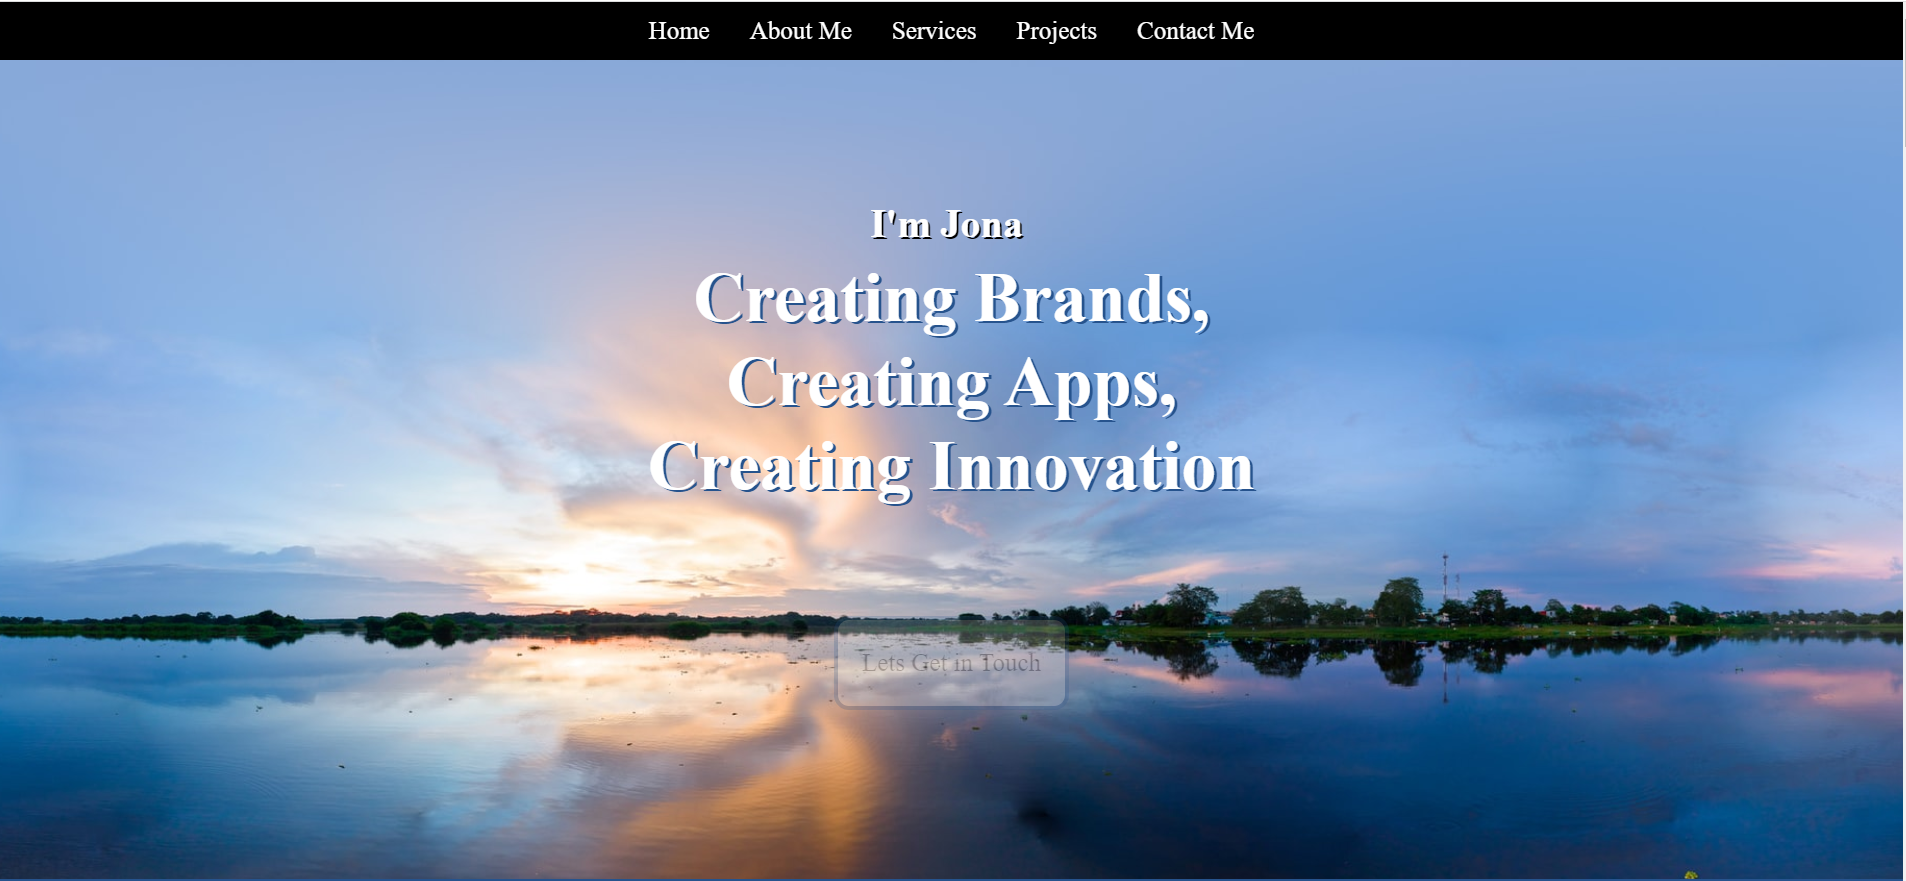 Home About Me Services Projects Contact Me
I'm Jona
Creating Brands,
Creating Apps,
Creating Innovation
Lets Get in Touch